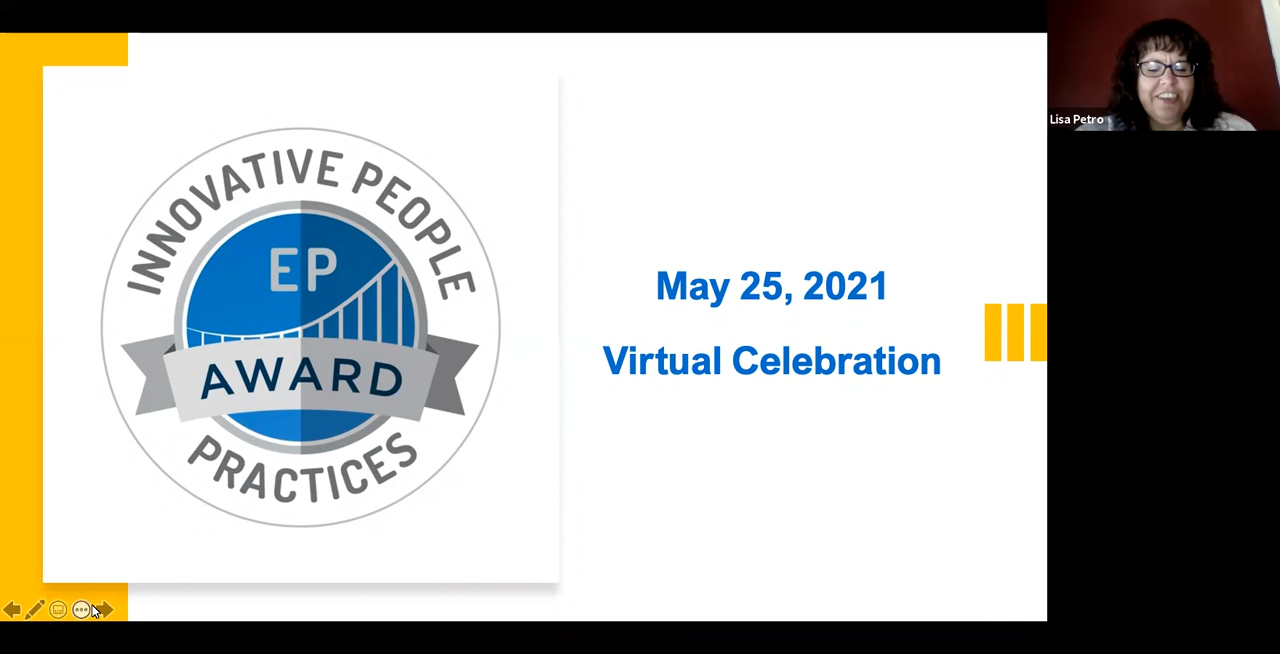 INNOVATIVE PEOPLE
EP
AWARD
PRACTICES
May 25, 2021
Virtual Celebration
Lisa Petro